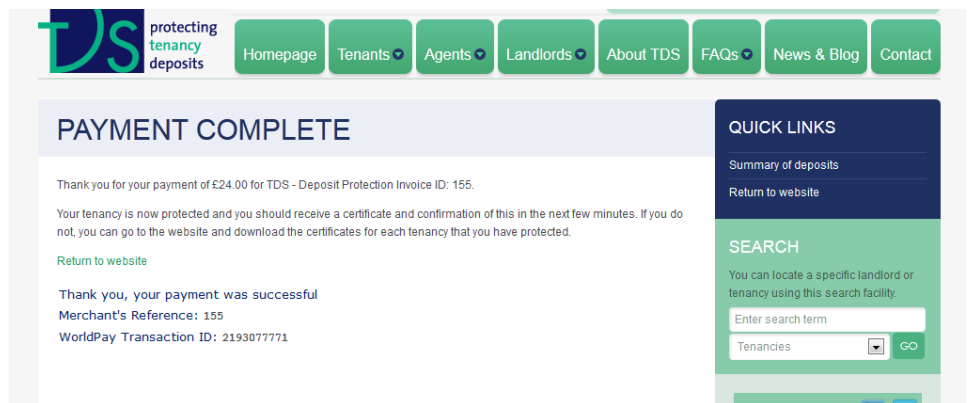 TDS
protecting
tenancy
deposits
Homepage
Tenants
Agents
Landlords
About TDS
FAQs
News & Blog
Contact
PAYMENT COMPLETE
Thank you for your payment of £24.00 for TDS - Deposit Protection Invoice ID: 155.
Your tenancy is now protected and you should receive a certificate and confirmation of this in the next few minutes. If you do
not, you can go to the website and download the certificates for each tenancy that you have protected.
Return to website
Thank you, your payment was successful
Merchant's Reference: 155
WorldPay Transaction ID: 2193077771
QUICK LINKS
Summary of deposits
Return to website
SEARCH
You can locate a specific landlord or
tenancy using this search facility.
Enter search term
Tenancies
GO